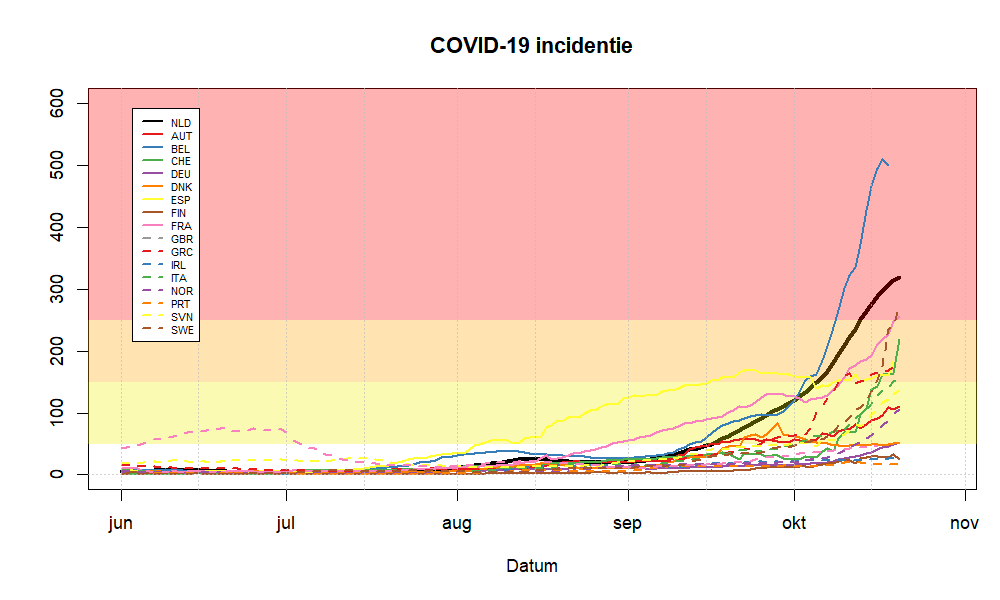 COVID-19 incidentie
600
500
400
300
200
100
0
NLD
AUT
BEL
CHE
DEU
DNK
ESP
FIN
FRA
GBR
GRC
IRL
ITA
NOR
PRT
SVN
SWE
jun jul aug sep okt nov
Datum